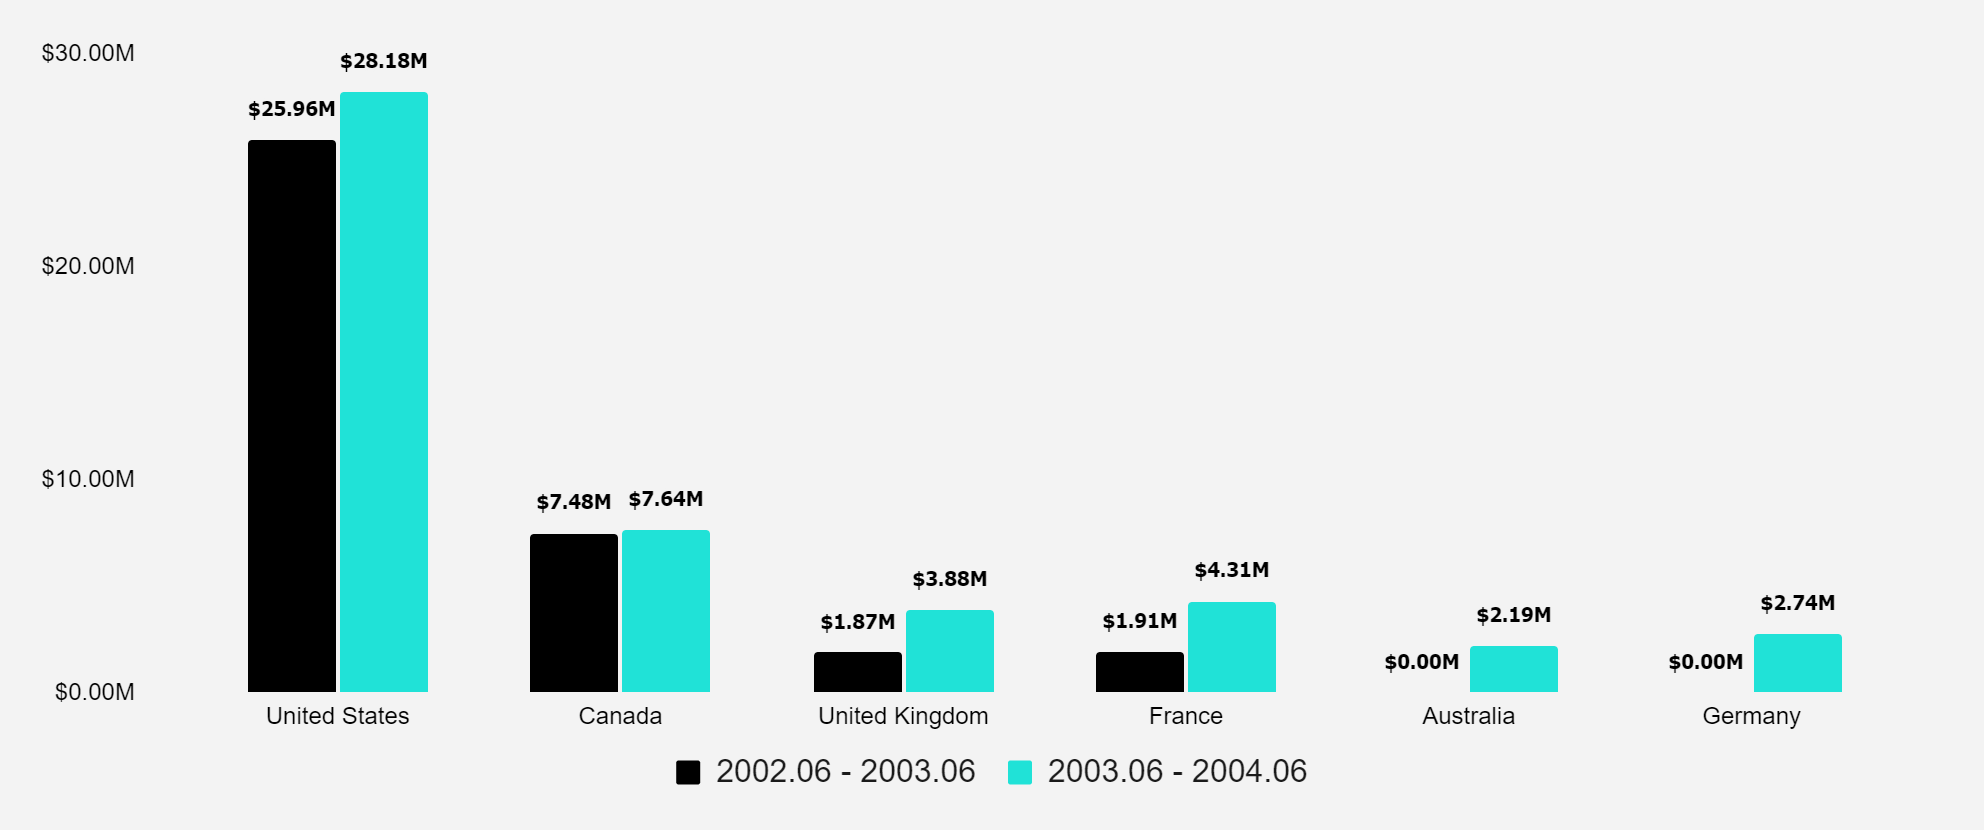 $30.00M
$20.00M
$10.00M
$0.00M
$25.96M
$28.18M
$7.48M
$7.64M
$1.87M
$3.88M
$1.91M
$4.31M
$0.00M
$2.19M
$0.00M
$2.74M
United States
Canada
United Kingdom
France
Australia
Germany
2002.06 - 2003.06
2003.06 - 2004.06